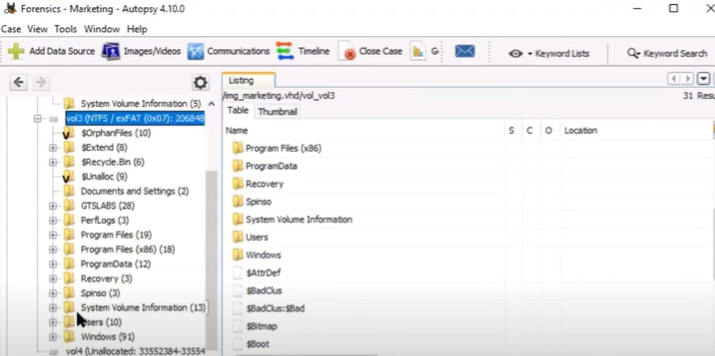 Forensics - Marketing - Autopsy 4.10.0
Case View Tools Window Help
Add Data Source Images/Videos Communications Timeline Close Case G Keyword Lists Keyword Search
Listing
/img_marketing.vhd/vol_vol3
31 Resu
Table Thumbnail
Name S C O Location
System Volume Information (5)
vol3 (NTFS / exFAT (0x07): 206848
$OrphanFiles (10)
$Extend (8)
$Recycle.Bin (6)
$Unalloc (9)
Documents and Settings (2)
GTSLABS (28)
PerfLogs (3)
Program Files (19)
Program Files (x86) (18)
ProgramData (12)
Recovery (3)
Spinso (3)
System Volume Information (13)
Users (10)
Windows (91)
vol4 (Unallocated: 33552384-33554
Program Files (x86)
ProgramData
Recovery
Spinso
System Volume Information
Users
Windows
$AttrDef
$BadClus
$BadClus:$Bad
$Bitmap
$Boot